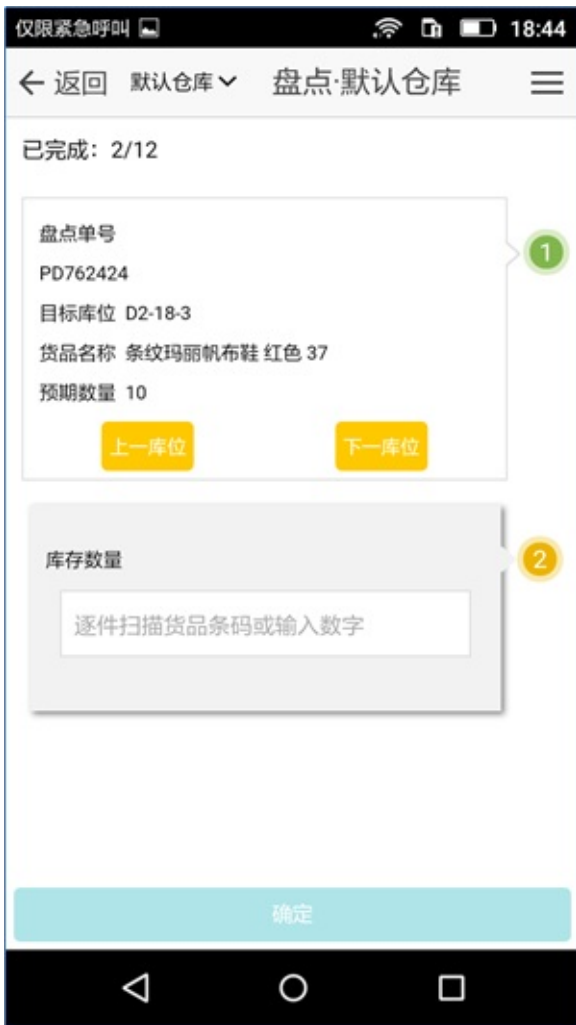 仅限紧急呼叫 18:44
返回 默认仓库 盘点·默认仓库
已完成：2/12
盘点单号
1
PD762424
目标库位 D2-18-3
货品名称 条纹玛丽帆布鞋 红色 37
预期数量 10
上一库位 下一库位
库存数量
2
逐件扫描货品条码或输入数字
确定